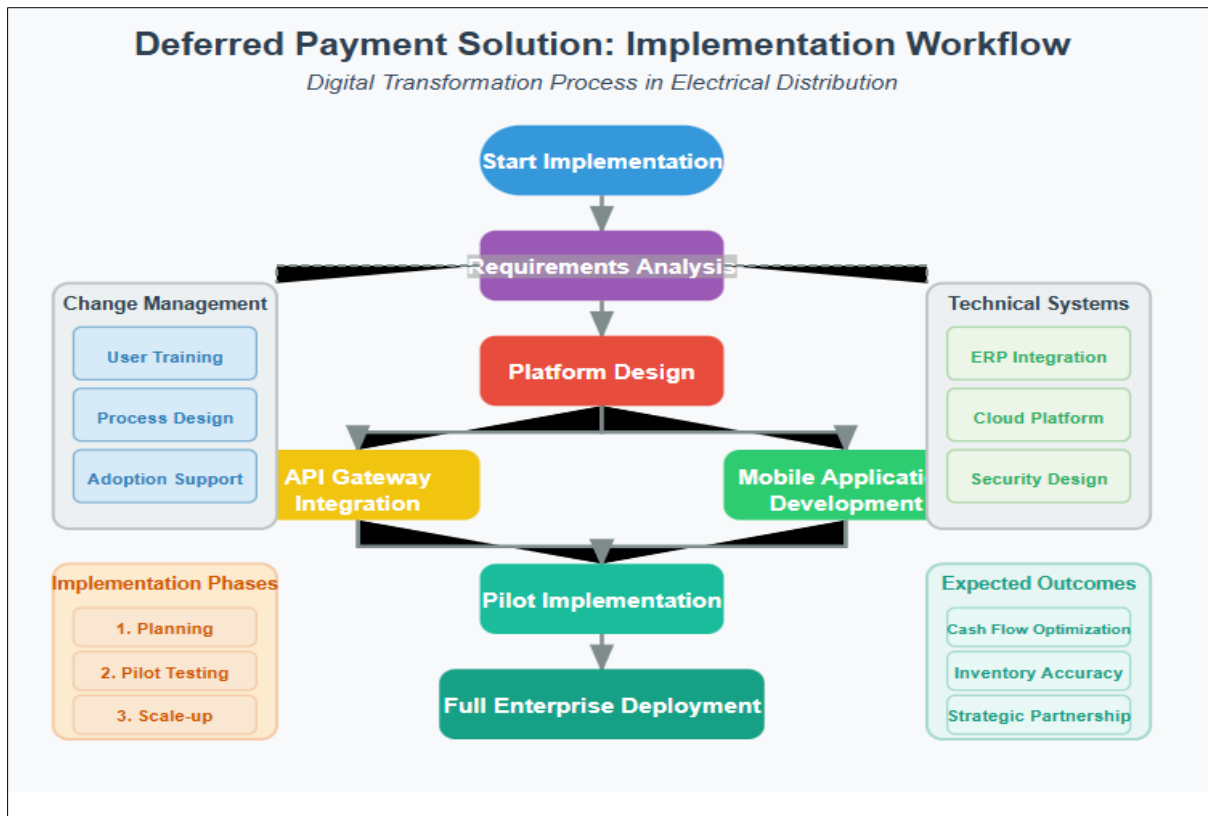 Deferred Payment Solution: Implementation Workflow
Digital Transformation Process in Electrical Distribution
Start Implementation
Requirements Analysis
Change Management
User Training
Process Design
Adoption Support
Technical Systems
ERP Integration
Cloud Platform
Security Design
Platform Design
API Gateway
Integration
Mobile Applicati
Development
Implementation Phases
1. Planning
2. Pilot Testing
3. Scale-up
Pilot Implementation
Full Enterprise Deployment
Expected Outcomes
Cash Flow Optimization
Inventory Accuracy
Strategic Partnership